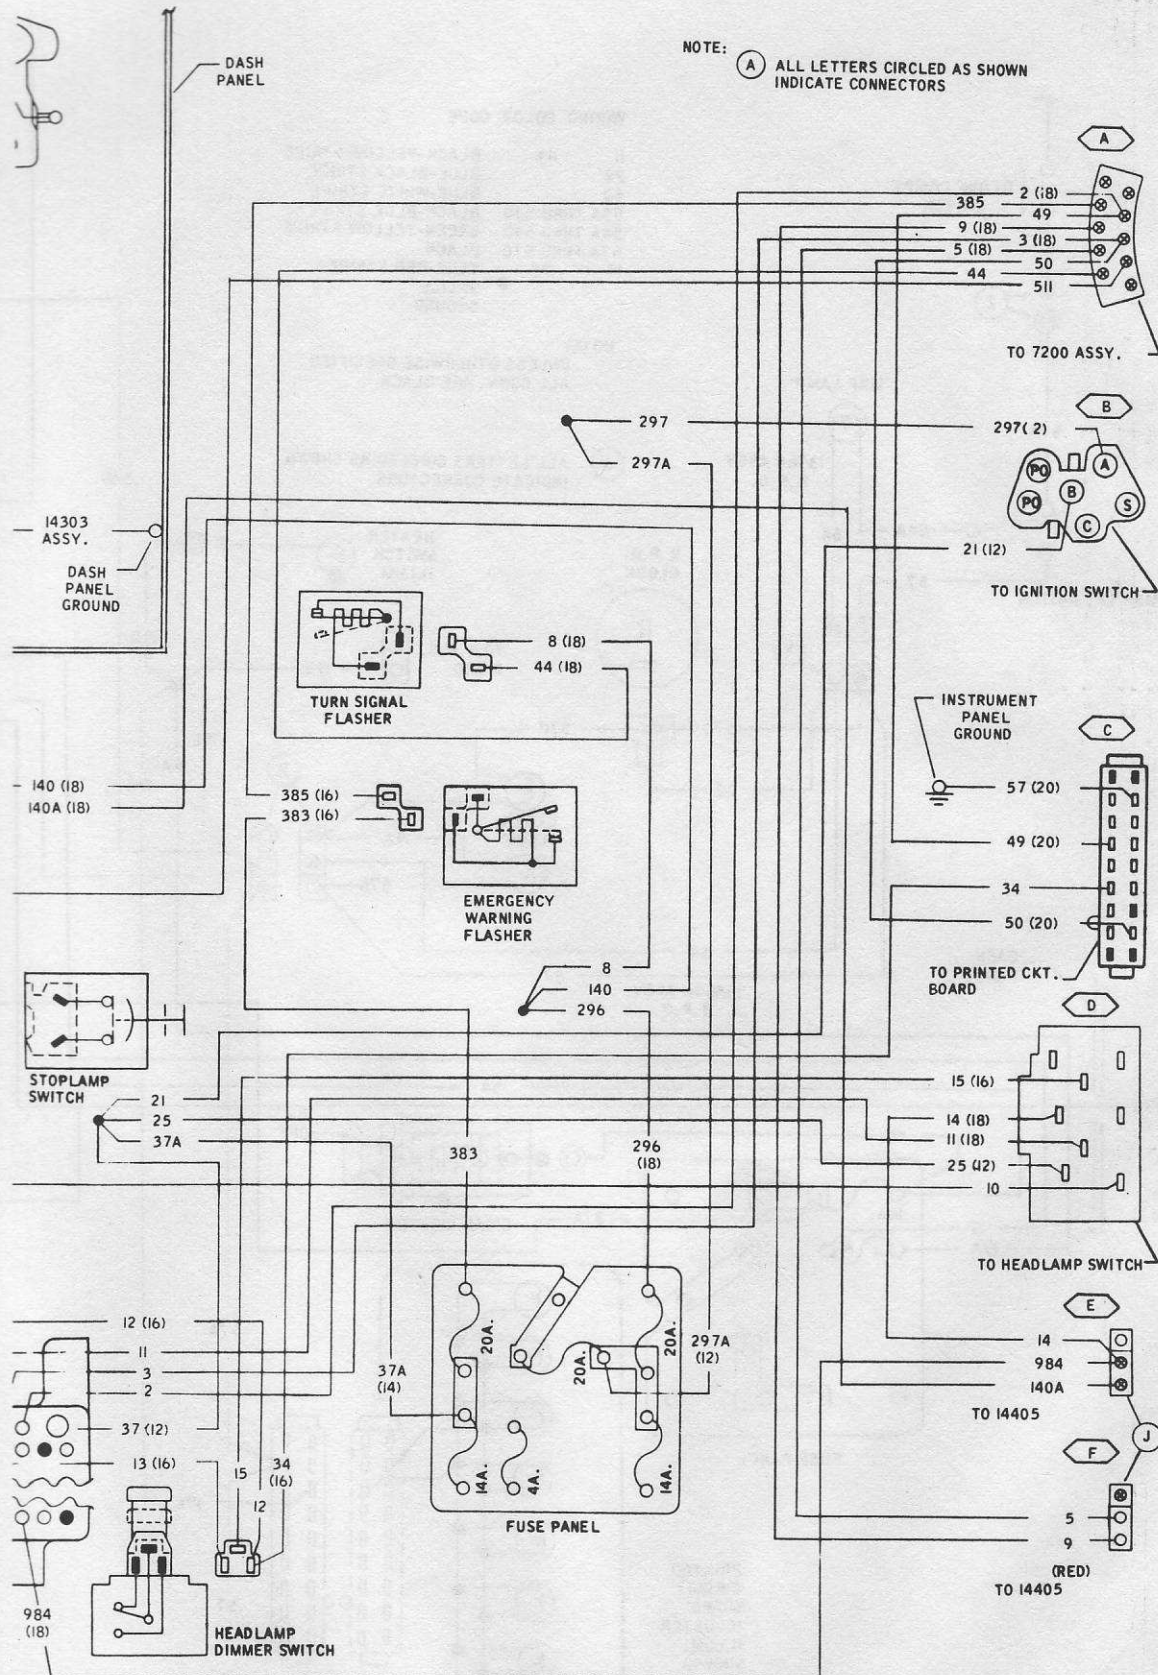 DASH
PANEL
NOTE:
A ALL LETTERS CIRCLED AS SHOWN
INDICATE CONNECTORS
A
2 (18)
385
49
9 (18)
3 (18)
5 (18)
50
44
511
TO 7200 ASSY.
B
297
297(2)
297A
PO
A
B
PO
S
C
21 (12)
TO IGNITION SWITCH
14303
ASSY.
DASH
PANEL
GROUND
8 (18)
44 (18)
TURN SIGNAL
FLASHER
INSTRUMENT
PANEL
GROUND
C
140 (18)
140A (18)
385 (16)
383 (16)
57 (20)
49 (20)
34
50 (20)
EMERGENCY
WARNING
FLASHER
TO PRINTED CKT.
BOARD
8
140
296
D
STOPLAMP
SWITCH
21
25
37A
15 (16)
14 (18)
11 (18)
25 (12)
10
383
296
(18)
TO HEADLAMP SWITCH
E
12 (16)
11
3
2
37 (12)
13 (16)
15
34
(16)
12
37A
(14)
20A.
20A.
20A.
297A
(12)
14A.
4A.
14A.
FUSE PANEL
14
984
140A
TO 14405
J
F
5
9
(RED)
TO 14405
984
(18)
HEADLAMP
DIMMER SWITCH